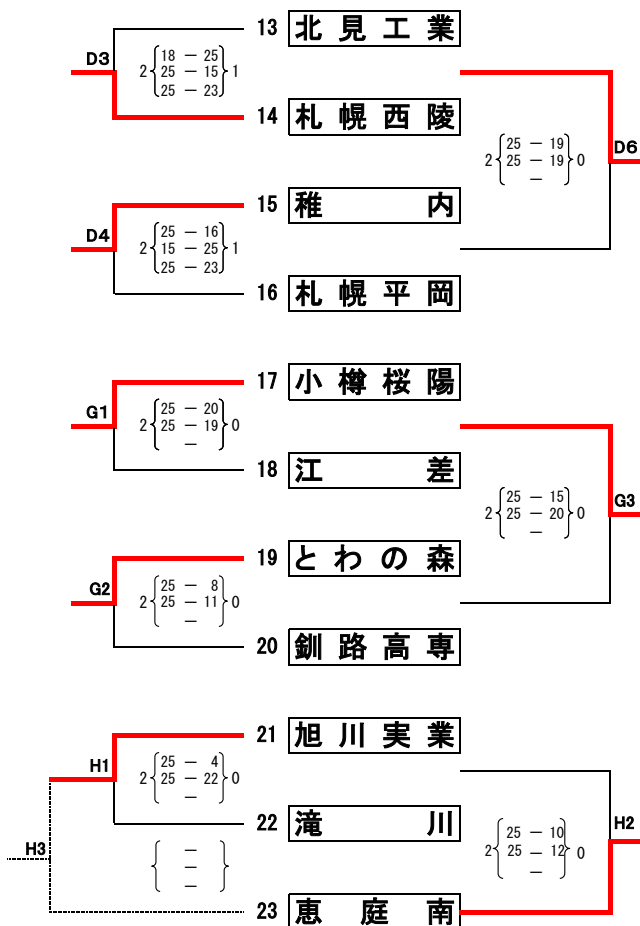 13 北見工業
D3
2 18 － 25 1
25 － 15
25 － 23
14 札幌西陵
2 25 － 19 0
25 － 19
－
D6
15 稚内
D4
2 25 － 16 1
15 － 25
25 － 23
16 札幌平岡
17 小樽桜陽
G1
2 25 － 20 0
25 － 19
－
18 江差
2 25 － 15 0
25 － 20
－
G3
19 とわの森
G2
2 25 － 8 0
25 － 11
－
20 釧路高専
21 旭川実業
H1
2 25 － 4 0
25 － 22
－
22 滝川
2 25 － 10 0
25 － 12
－
H2
H3
－
－
－
23 恵庭南